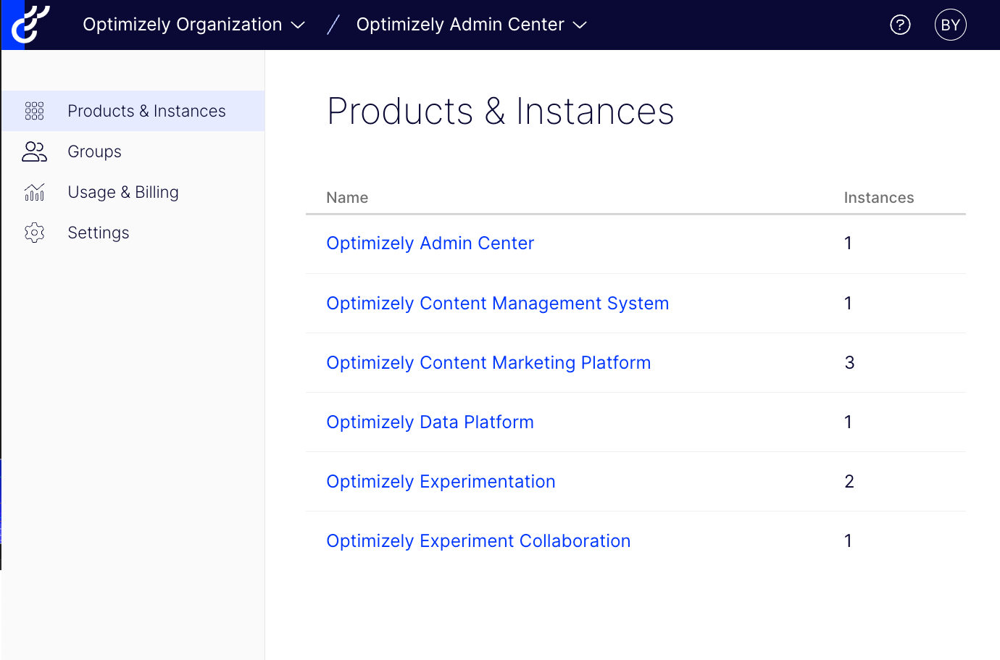 Optimizely Organization / Optimizely Admin Center ? BY
Products & Instances
Groups
Usage & Billing
Settings
Products & Instances
Name Instances
Optimizely Admin Center 1
Optimizely Content Management System 1
Optimizely Content Marketing Platform 3
Optimizely Data Platform 1
Optimizely Experimentation 2
Optimizely Experiment Collaboration 1